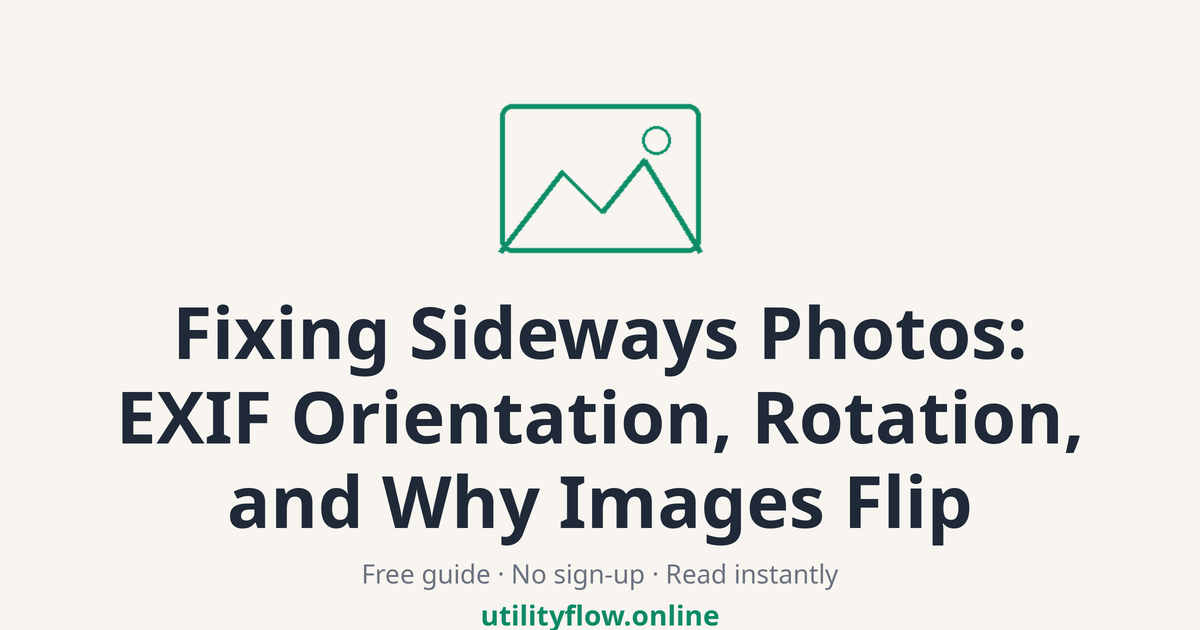 Fixing Sideways Photos:
EXIF Orientation, Rotation,
and Why Images Flip
Free guide · No sign-up · Read instantly
utilityflow.online